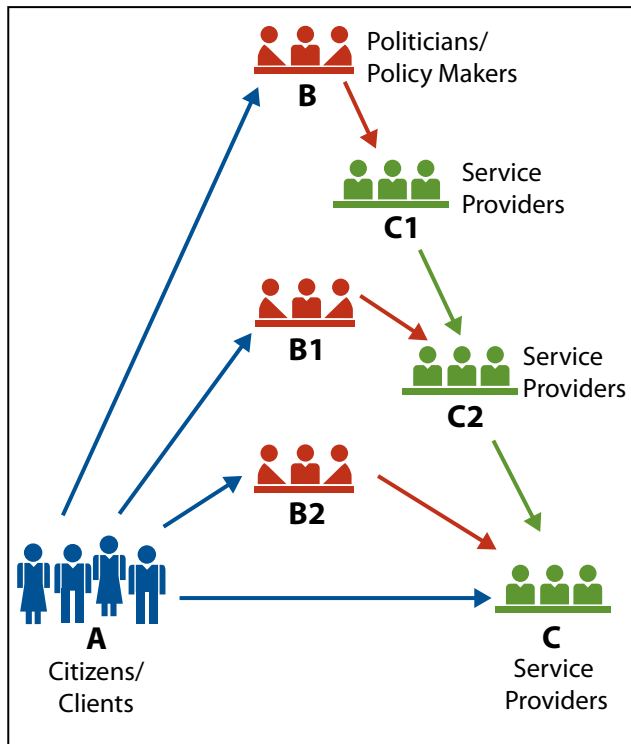 Politicians/
Policy Makers
B
Service
Providers
C1
B1
Service
Providers
C2
B2
A
Citizens/
Clients
C
Service
Providers